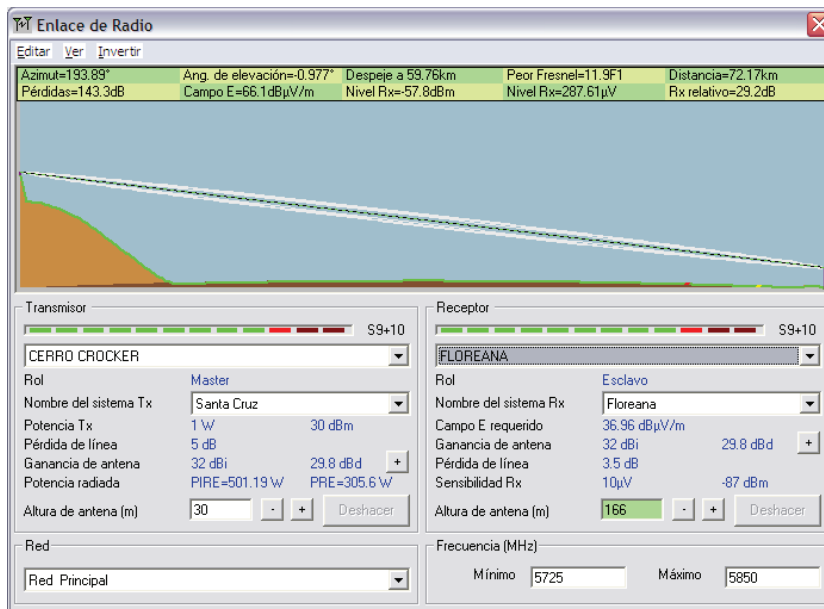 Enlace de Radio
Editar Ver Invertir
Azimut=193.89° Ang. de elevación=-0.977° Despeje a 59.76km Peor Fresnel=11.9F1 Distancia=72.17km
Pérdidas=143.3dB Campo E=66.1dBµV/m Nivel Rx=-57.8dBm Nivel Rx=287.61µV Rx relativo=29.2dB
Transmisor
S9+10
CERRO CROCKER
Rol Master
Nombre del sistema Tx Santa Cruz
Potencia Tx 1 W 30 dBm
Pérdida de línea 5 dB
Ganancia de antena 32 dBi 29.8 dBd +
Potencia radiada PIRE=501.19 W PRE=305.6 W
Altura de antena (m) 30 - + Deshacer
Receptor
S9+10
FLOREANA
Rol Esclavo
Nombre del sistema Rx Floreana
Campo E requerido 36.96 dBµV/m
Ganancia de antena 32 dBi 29.8 dBd +
Pérdida de línea 3.5 dB
Sensibilidad Rx 10µV -87 dBm
Altura de antena (m) 166 - + Deshacer
Red
Red Principal
Frecuencia (MHz)
Mínimo 5725 Máximo 5850